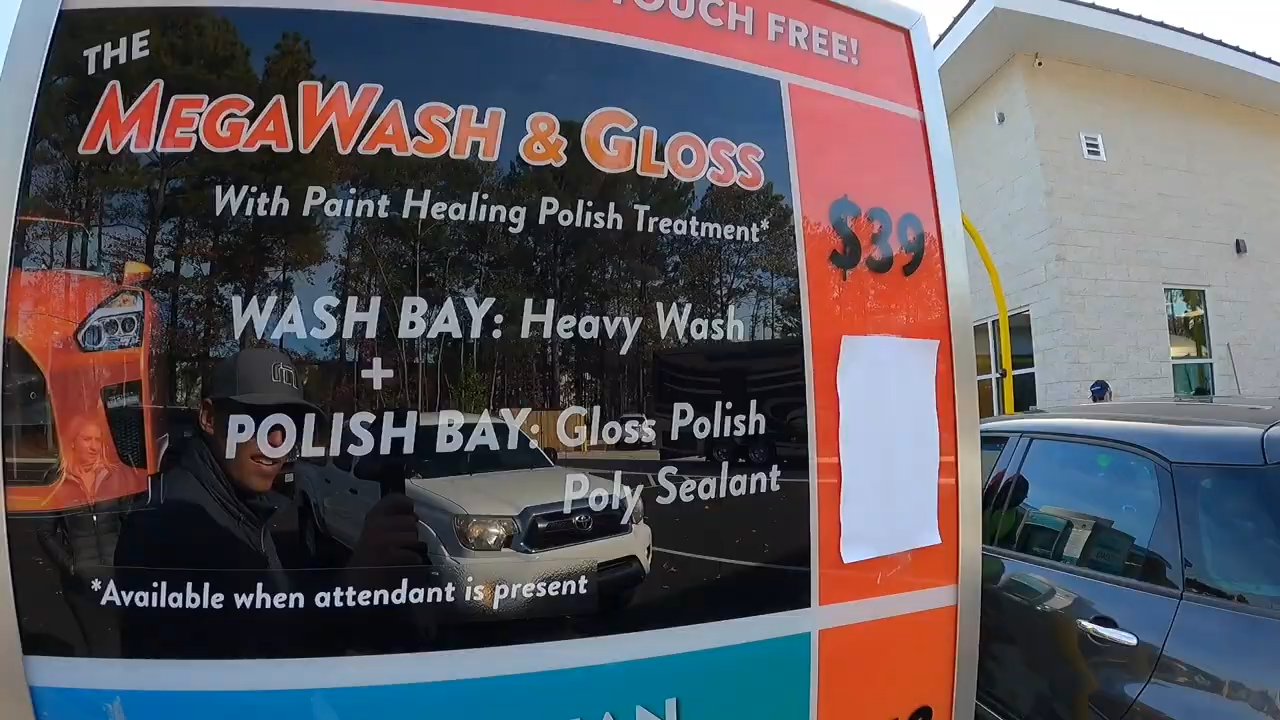 TOUCH FREE!
THE
MEGAWASH & GLOSS
With Paint Healing Polish Treatment*
$39
WASH BAY: Heavy Wash
+
POLISH BAY: Gloss Polish
Poly Sealant
*Available when attendant is present